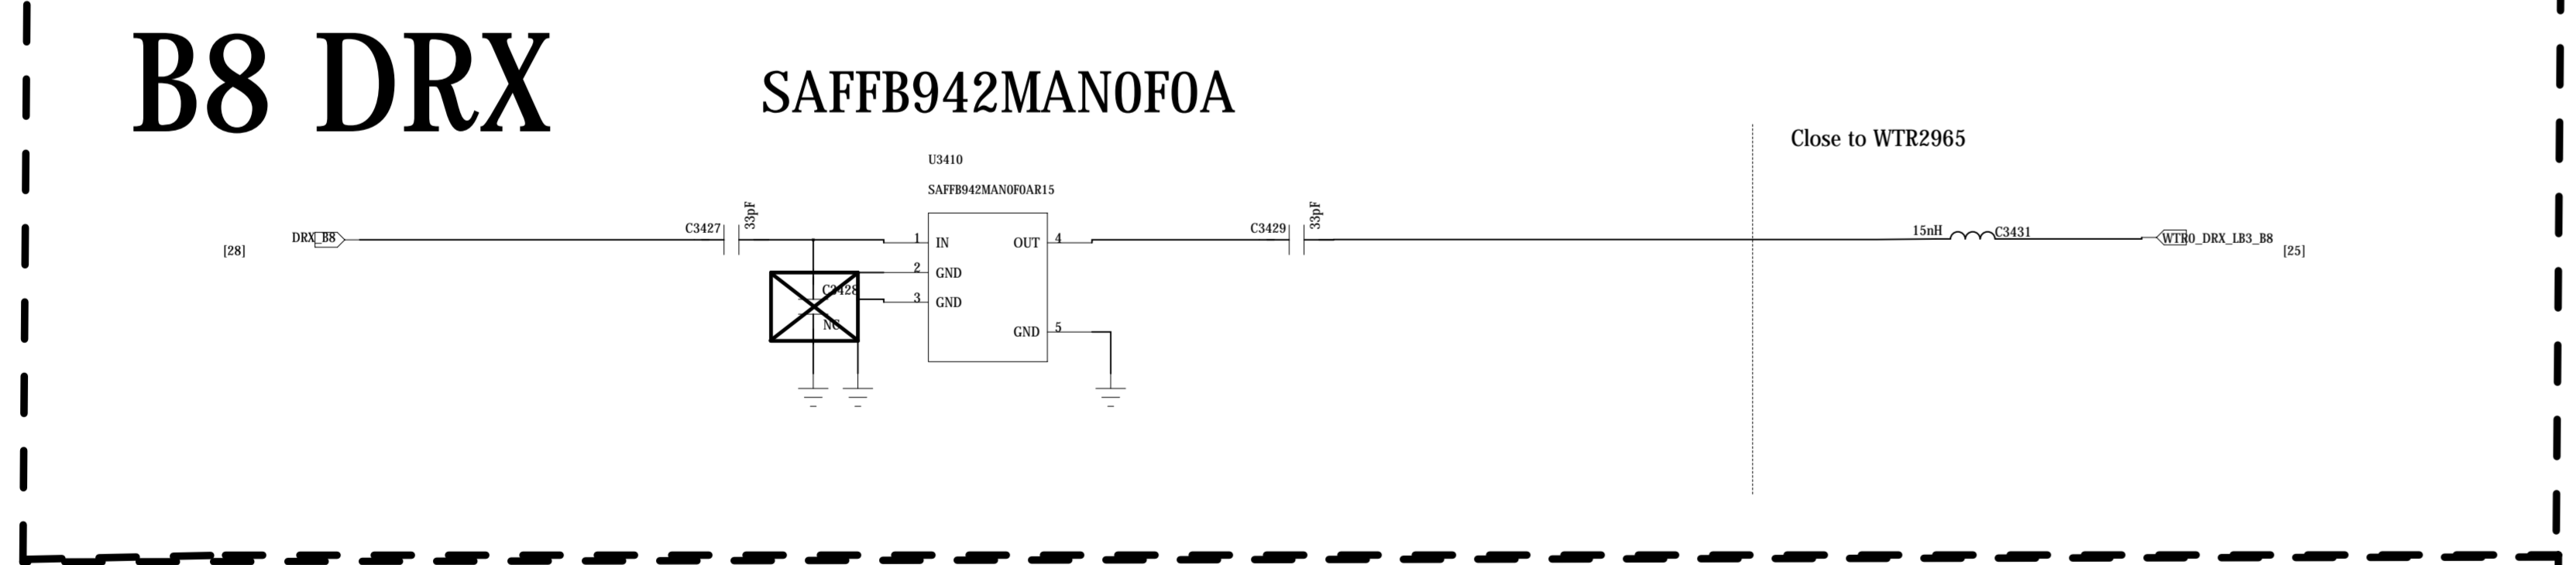 B8 DRX
SAFFB942MAN0F0A
Close to WTR2965
U3410
SAFFB942MAN0F0AR15
33pF
33pF
C3427
C3429
15nH
C3431
DRX_B8
[28]
1
IN
OUT
4
WTR0_DRX_LB3_B8
[25]
2
GND
C3428
3
GND
NC
GND
5